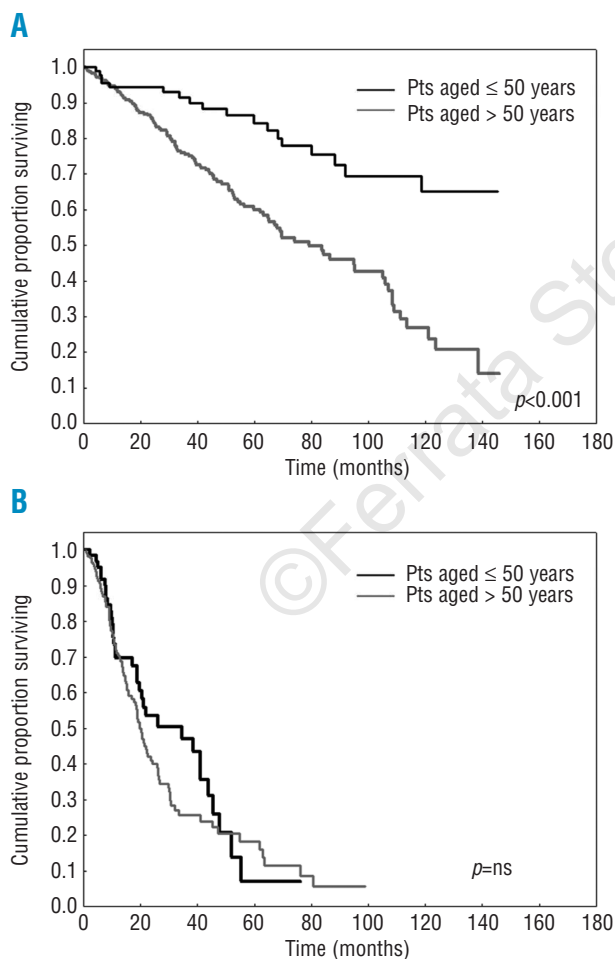 A
1.0
0.9
0.8
0.7
0.6
0.5
0.4
0.3
0.2
0.1
0.0
Cumulative proportion surviving
Pts aged ≤ 50 years
Pts aged > 50 years
p<0.001
0 20 40 60 80 100 120 140 160 180
Time (months)
B
1.0
0.9
0.8
0.7
0.6
0.5
0.4
0.3
0.2
0.1
0.0
Cumulative proportion surviving
Pts aged ≤ 50 years
Pts aged > 50 years
p=ns
0 20 40 60 80 100 120 140 160 180
Time (months)
©Ferrata